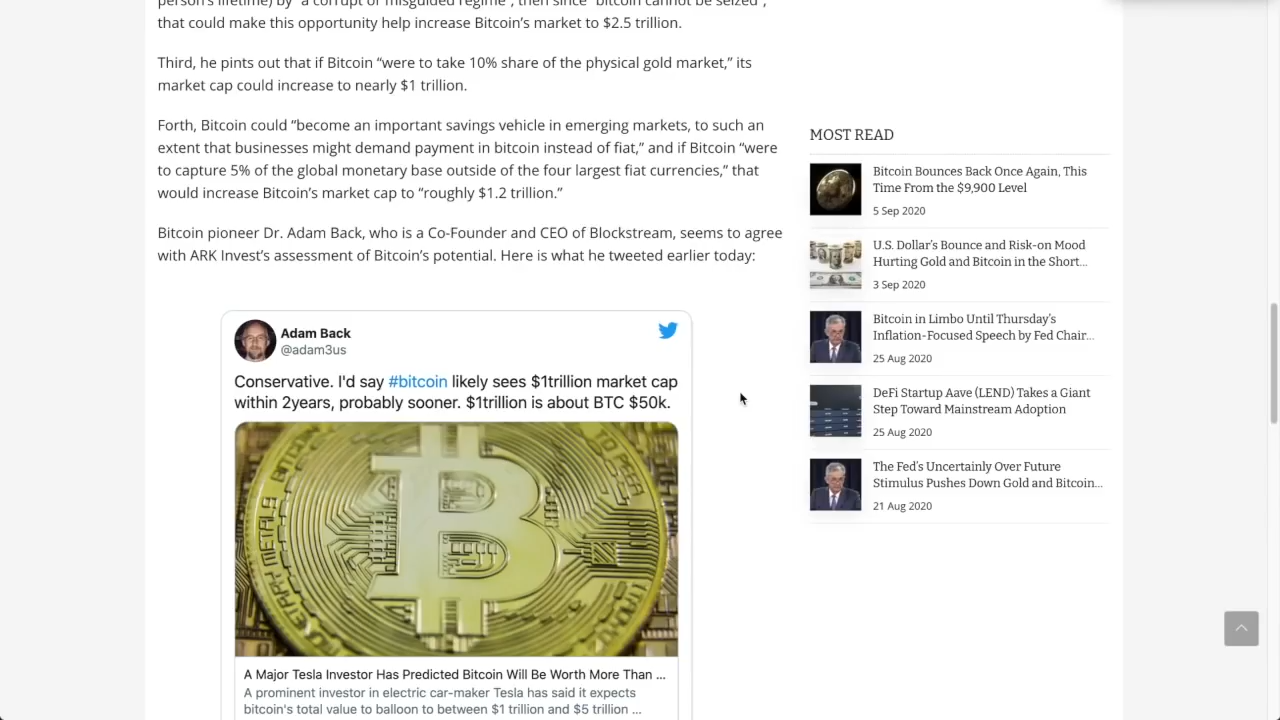 person's lifetime) by "a corrupt or misguided regime", then since "bitcoin cannot be seized",
that could make this opportunity help increase Bitcoin’s market to $2.5 trillion.
Third, he pints out that if Bitcoin “were to take 10% share of the physical gold market,” its
market cap could increase to nearly $1 trillion.
Forth, Bitcoin could “become an important savings vehicle in emerging markets, to such an
extent that businesses might demand payment in bitcoin instead of fiat,” and if Bitcoin “were
to capture 5% of the global monetary base outside of the four largest fiat currencies,” that
would increase Bitcoin’s market cap to “roughly $1.2 trillion.”
Bitcoin pioneer Dr. Adam Back, who is a Co-Founder and CEO of Blockstream, seems to agree
with ARK Invest’s assessment of Bitcoin’s potential. Here is what he tweeted earlier today:
Adam Back
@adam3us
Conservative. I'd say #bitcoin likely sees $1trillion market cap
within 2years, probably sooner. $1trillion is about BTC $50k.
A Major Tesla Investor Has Predicted Bitcoin Will Be Worth More Than ...
A prominent investor in electric car-maker Tesla has said it expects
bitcoin's total value to balloon to between $1 trillion and $5 trillion ...
MOST READ
Bitcoin Bounces Back Once Again, This
Time From the $9,900 Level
5 Sep 2020
U.S. Dollar’s Bounce and Risk-on Mood
Hurting Gold and Bitcoin in the Short...
3 Sep 2020
Bitcoin in Limbo Until Thursday’s
Inflation-Focused Speech by Fed Chair...
25 Aug 2020
DeFi Startup Aave (LEND) Takes a Giant
Step Toward Mainstream Adoption
25 Aug 2020
The Fed’s Uncertainly Over Future
Stimulus Pushes Down Gold and Bitcoin...
21 Aug 2020